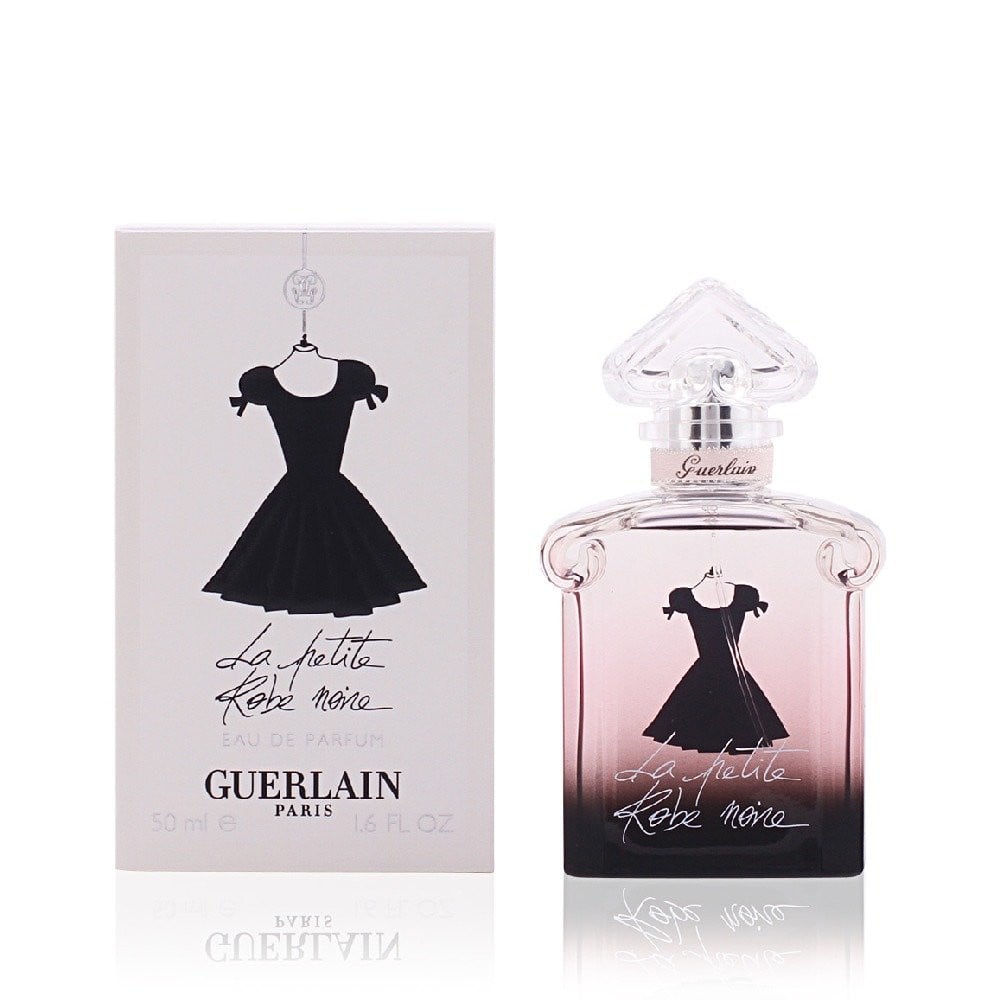 La petite
Robe noire
EAU DE PARFUM
GUERLAIN
PARIS
50 ml e 1.6 FL OZ
Guerlain
La petite
Robe noire